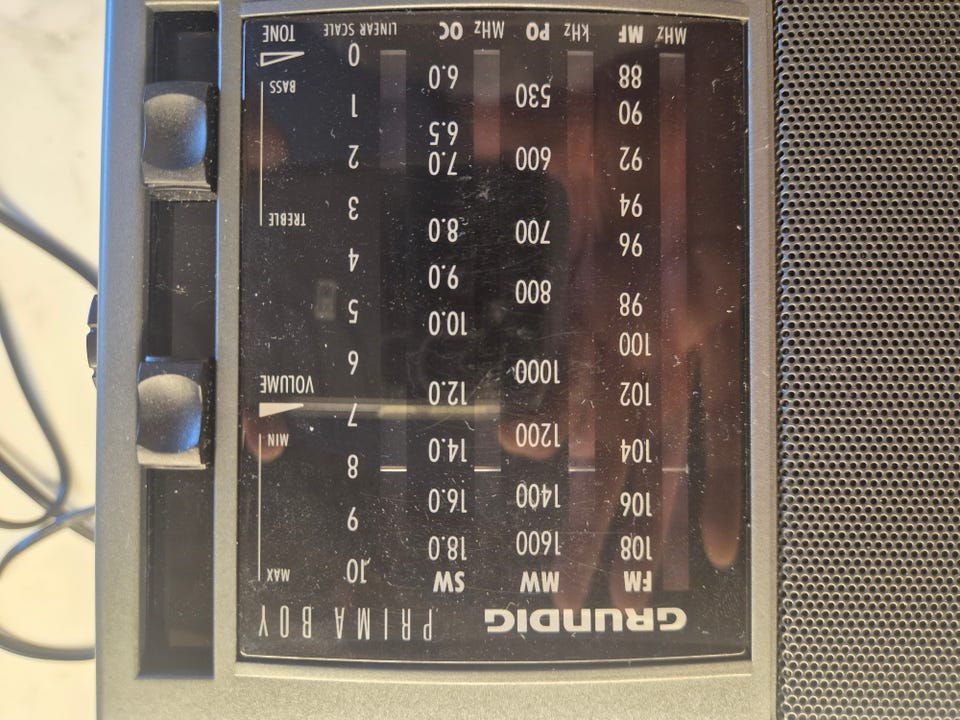 GRUNDIG PRIMA BOY
FM MW SW 10 MAX
108 1600 18.0
106 1400 16.0 9
104 1200 14.0 8 MIN
7
102 1000 12.0 VOLUME
6
100 10.0
98 800 5
9.0 4
96 700 8.0
94 3 TREBLE
92 600 7.0 2
6.5
90 530 1 BASS
88 6.0 0
MHz MF kHz PO MHz OC LINEAR SCALE TONE